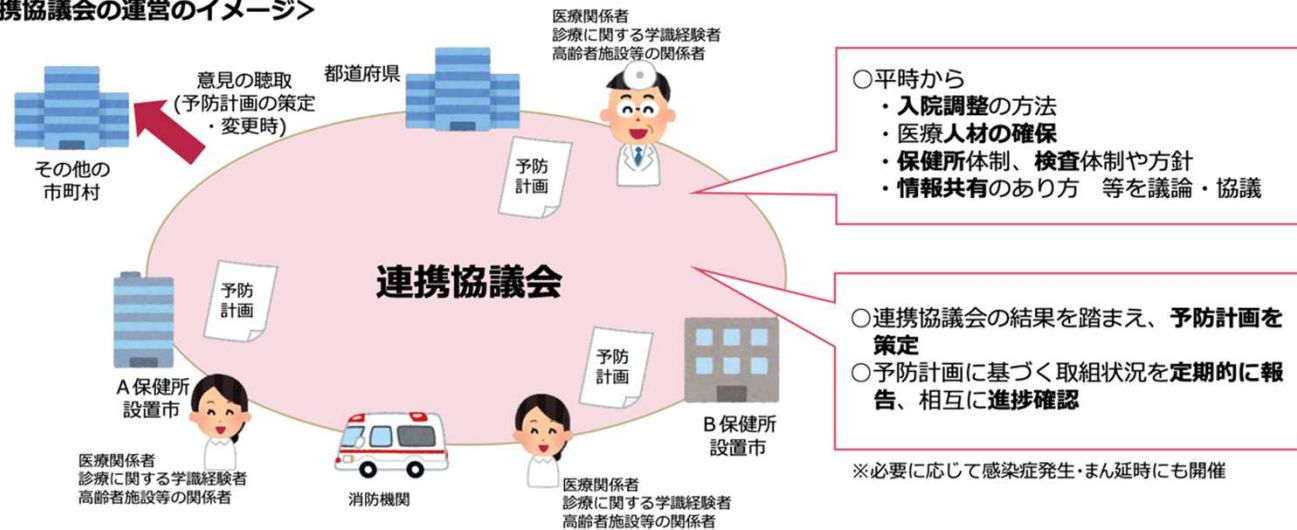 携協議会の運営のイメージ＞
医療関係者
診療に関する学識経験者
高齢者施設等の関係者
都道府県
意見の聴取
(予防計画の策定
・変更時)
その他の
市町村
予防
計画
○平時から
・入院調整の方法
・医療人材の確保
・保健所体制、検査体制や方針
・情報共有のあり方　等を議論・協議
連携協議会
予防
計画
予防
計画
○連携協議会の結果を踏まえ、予防計画を
策定
○予防計画に基づく取組状況を定期的に報
告、相互に進捗確認
A保健所
設置市
B保健所
設置市
医療関係者
診療に関する学識経験者
高齢者施設等の関係者
消防機関
医療関係者
診療に関する学識経験者
高齢者施設等の関係者
※必要に応じて感染症発生・まん延時にも開催